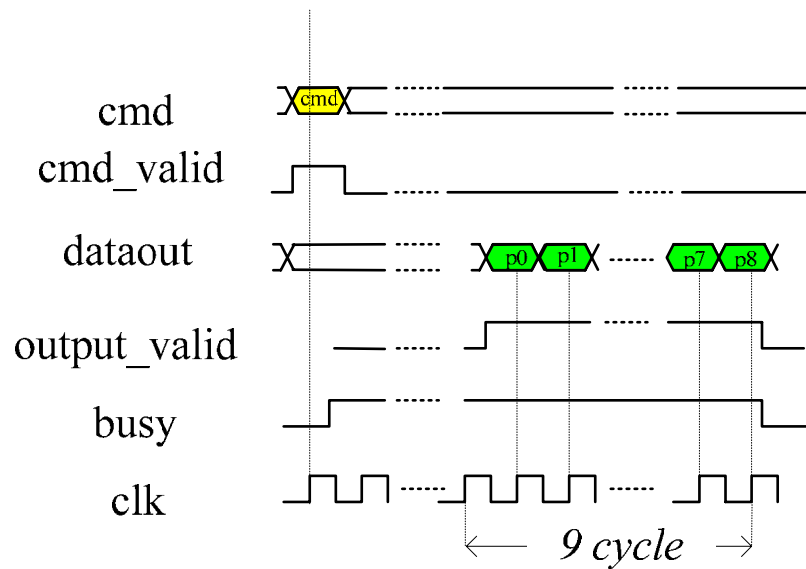 cmd cmd
cmd_valid
dataout p0 p1 p7 p8
output_valid
busy
clk
9 cycle